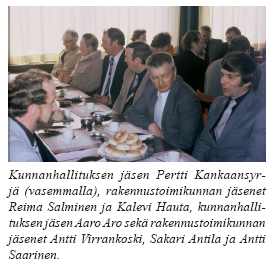 Kunnanhallituksen jäsen Pertti Kankaansyr-
jä (vasemmalla), rakennustoimikunnan jäsenet
Reima Salminen ja Kalevi Hauta, kunnanhalli-
tuksen jäsen Aaro Aro sekä rakennustoimikunnan
jäsenet Antti Virrankoski, Sakari Antila ja Antti
Saarinen.